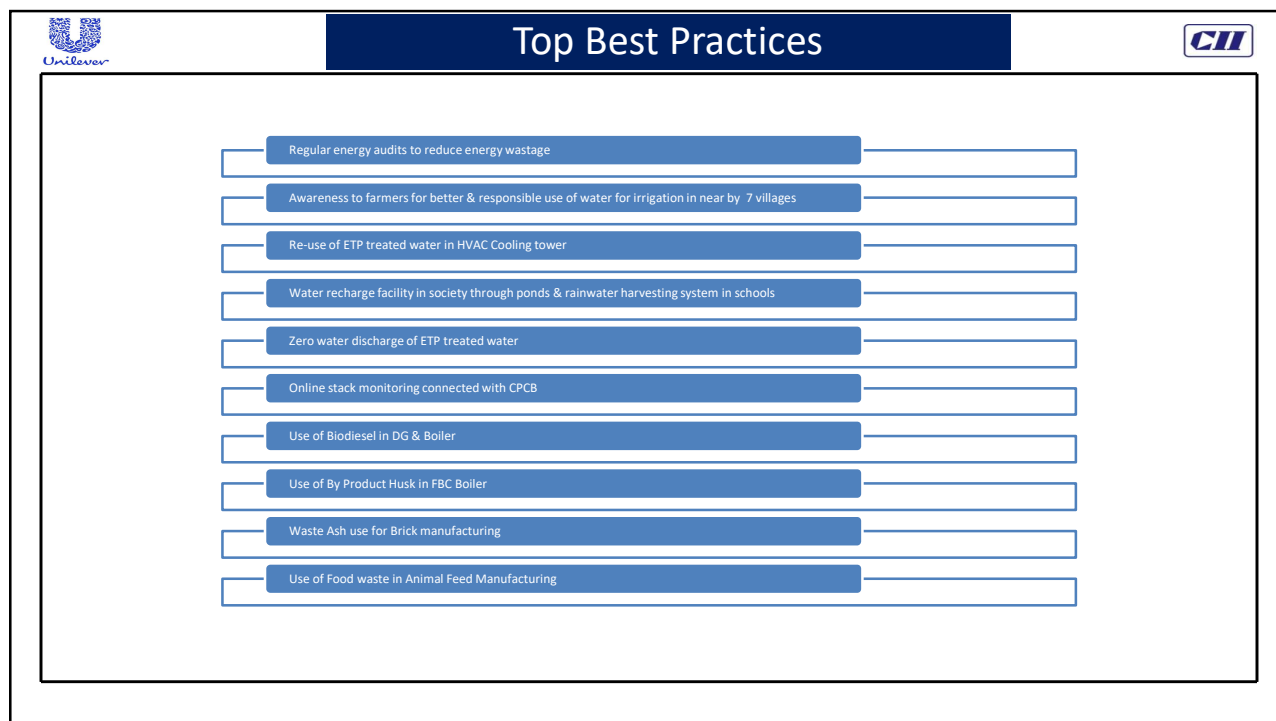 Unilever
Top Best Practices
CII
Regular energy audits to reduce energy wastage
Awareness to farmers for better & responsible use of water for irrigation in near by 7 villages
Re-use of ETP treated water in HVAC Cooling tower
Water recharge facility in society through ponds & rainwater harvesting system in schools
Zero water discharge of ETP treated water
Online stack monitoring connected with CPCB
Use of Biodiesel in DG & Boiler
Use of By Product Husk in FBC Boiler
Waste Ash use for Brick manufacturing
Use of Food waste in Animal Feed Manufacturing